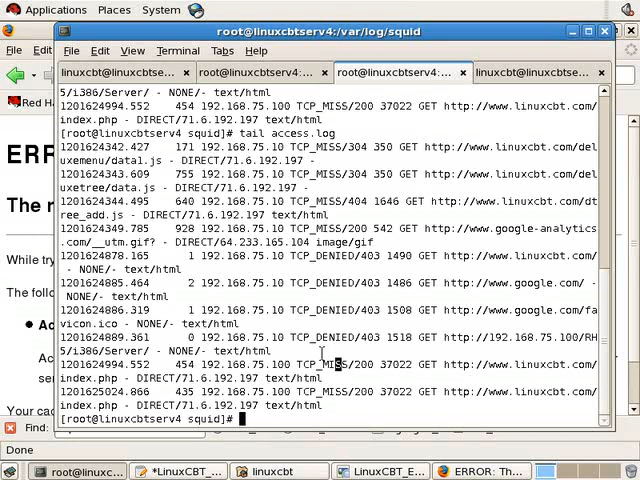 Applications Places System
root@linuxcbtserv4:/var/log/squid
File Edit View Terminal Tabs Help
File Edit
linuxcbt@linuxcbtse... × root@linuxcbtserv4:... × root@linuxcbtserv4:... × linuxcbt@linuxcbtse... ×
Red Ha
5/i386/Server/ - NONE/- text/html
1201624994.552 454 192.168.75.100 TCP_MISS/200 37022 GET http://www.linuxcbt.com/
index.php - DIRECT/71.6.192.197 text/html
[root@linuxcbtserv4 squid]# tail access.log
1201624342.427 171 192.168.75.10 TCP_MISS/304 350 GET http://www.linuxcbt.com/del
uxemenu/data1.js - DIRECT/71.6.192.197 -
1201624343.609 755 192.168.75.10 TCP_MISS/304 350 GET http://www.linuxcbt.com/del
uxetree/data.js - DIRECT/71.6.192.197 -
1201624344.495 640 192.168.75.10 TCP_MISS/404 1646 GET http://www.linuxcbt.com/dt
ree_add.js - DIRECT/71.6.192.197 text/html
1201624349.785 928 192.168.75.10 TCP_MISS/200 542 GET http://www.google-analytics
.com/__utm.gif? - DIRECT/64.233.165.104 image/gif
1201624878.165 1 192.168.75.10 TCP_DENIED/403 1490 GET http://www.linuxcbt.com/
- NONE/- text/html
1201624885.464 2 192.168.75.10 TCP_DENIED/403 1486 GET http://www.google.com/ -
NONE/- text/html
1201624886.319 1 192.168.75.10 TCP_DENIED/403 1508 GET http://www.google.com/fa
vicon.ico - NONE/- text/html
1201624889.361 0 192.168.75.10 TCP_DENIED/403 1518 GET http://192.168.75.100/RH
5/i386/Server/ - NONE/- text/html
1201624994.552 454 192.168.75.100 TCP_MISS/200 37022 GET http://www.linuxcbt.com/
index.php - DIRECT/71.6.192.197 text/html
1201625024.866 435 192.168.75.100 TCP_MISS/200 37022 GET http://www.linuxcbt.com/
index.php - DIRECT/71.6.192.197 text/html
[root@linuxcbtserv4 squid]#
ERR
The r
While try
The follo
Ac
Ac
se
Your cac
Find:
Done
root@linuxc... *LinuxCBT_... linuxcbt LinuxCBT_E... ERROR: Th...